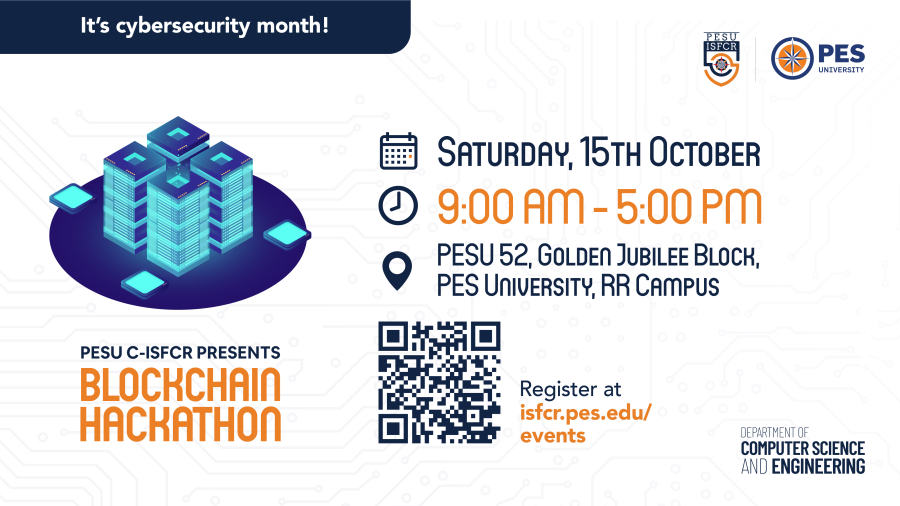 It's cybersecurity month!
PESU
ISFCR
PES
UNIVERSITY
Saturday, 15th October
9:00 AM - 5:00 PM
PESU 52, Golden Jubilee Block,
PES University, RR Campus
PESU C-ISFCR PRESENTS
BLOCKCHAIN
HACKATHON
Register at
isfcr.pes.edu/
events
DEPARTMENT OF
COMPUTER SCIENCE
AND ENGINEERING